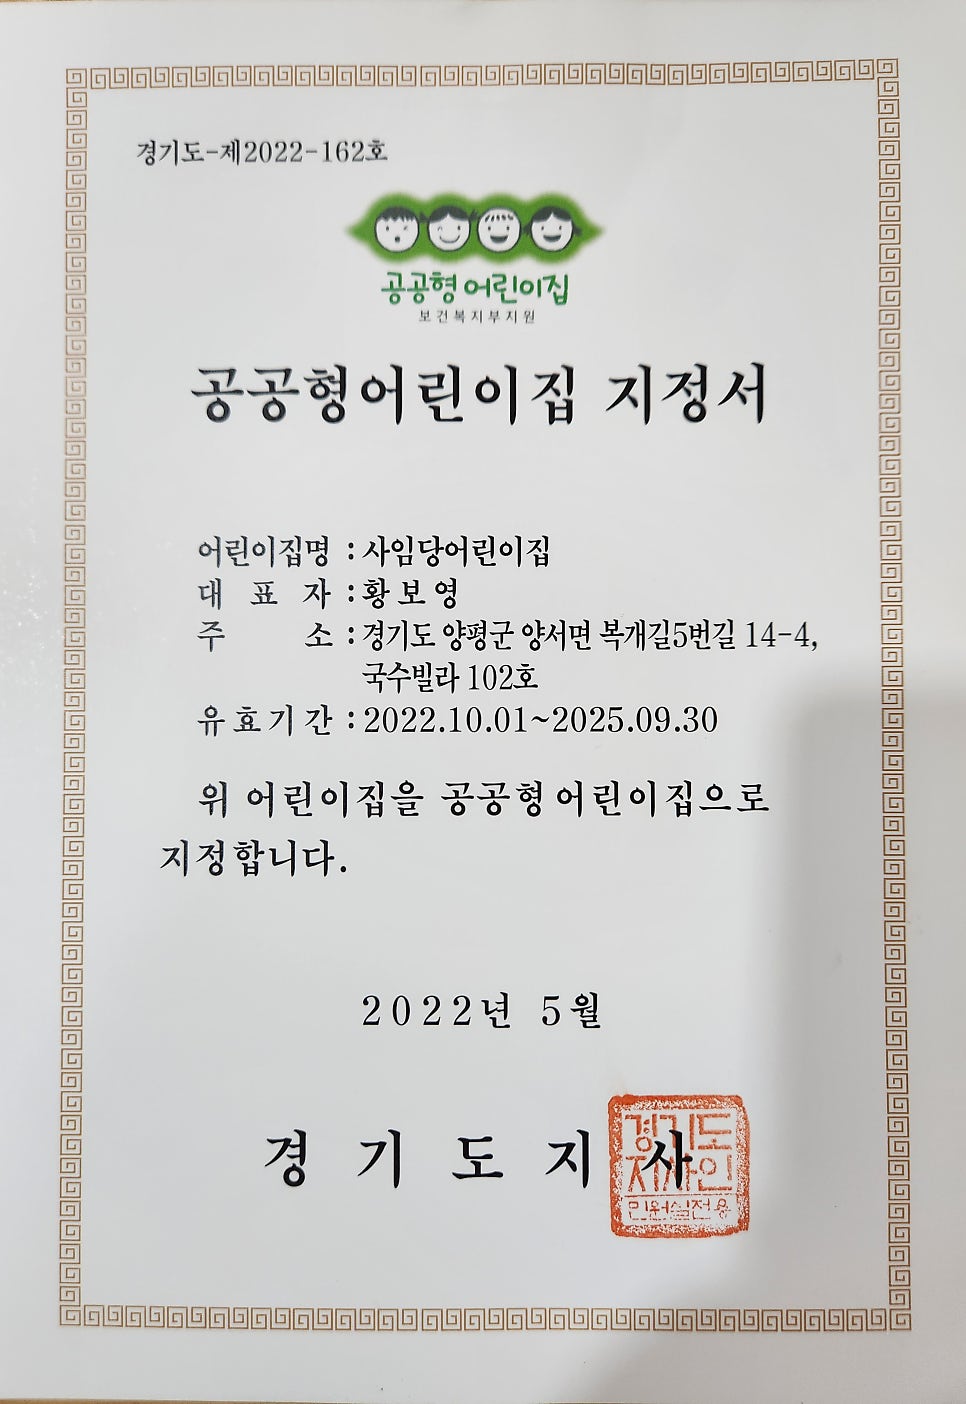 경기도-제2022-162호
공공형 어린이집
보건복지부지원
공공형어린이집 지정서
어린이집명 : 사임당어린이집
대 표 자 : 황 보 영
주 소 : 경기도 양평군 양서면 복개길5번길 14-4,
국수빌라 102호
유효기간 : 2022.10.01~2025.09.30
위 어린이집을 공공형 어린이집으로
지정합니다.
2022년 5월
경 기 도 지 사
경기도
지사인
민원실전용